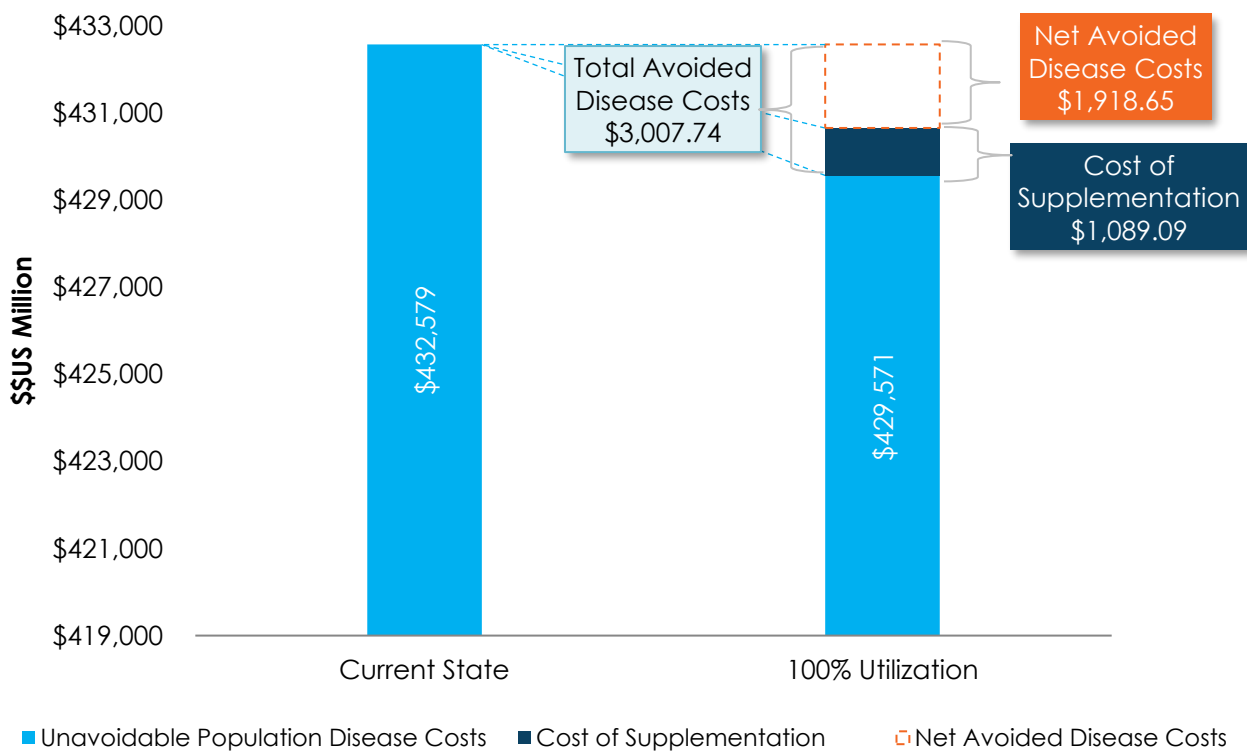 $433,000
$431,000
$429,000
$427,000
$425,000
$423,000
$421,000
$419,000
$$US Million
$432,579
$429,571
Total Avoided
Disease Costs
$3,007.74
Net Avoided
Disease Costs
$1,918.65
Cost of
Supplementation
$1,089.09
Current State
100% Utilization
Unavoidable Population Disease Costs
Cost of Supplementation
Net Avoided Disease Costs